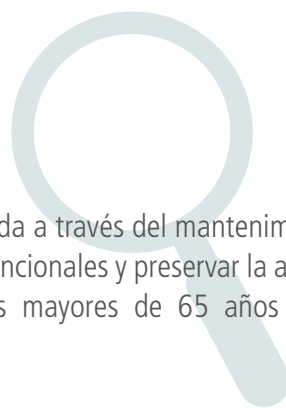 da a través del mantenim
ncionales y preservar la a
s mayores de 65 años